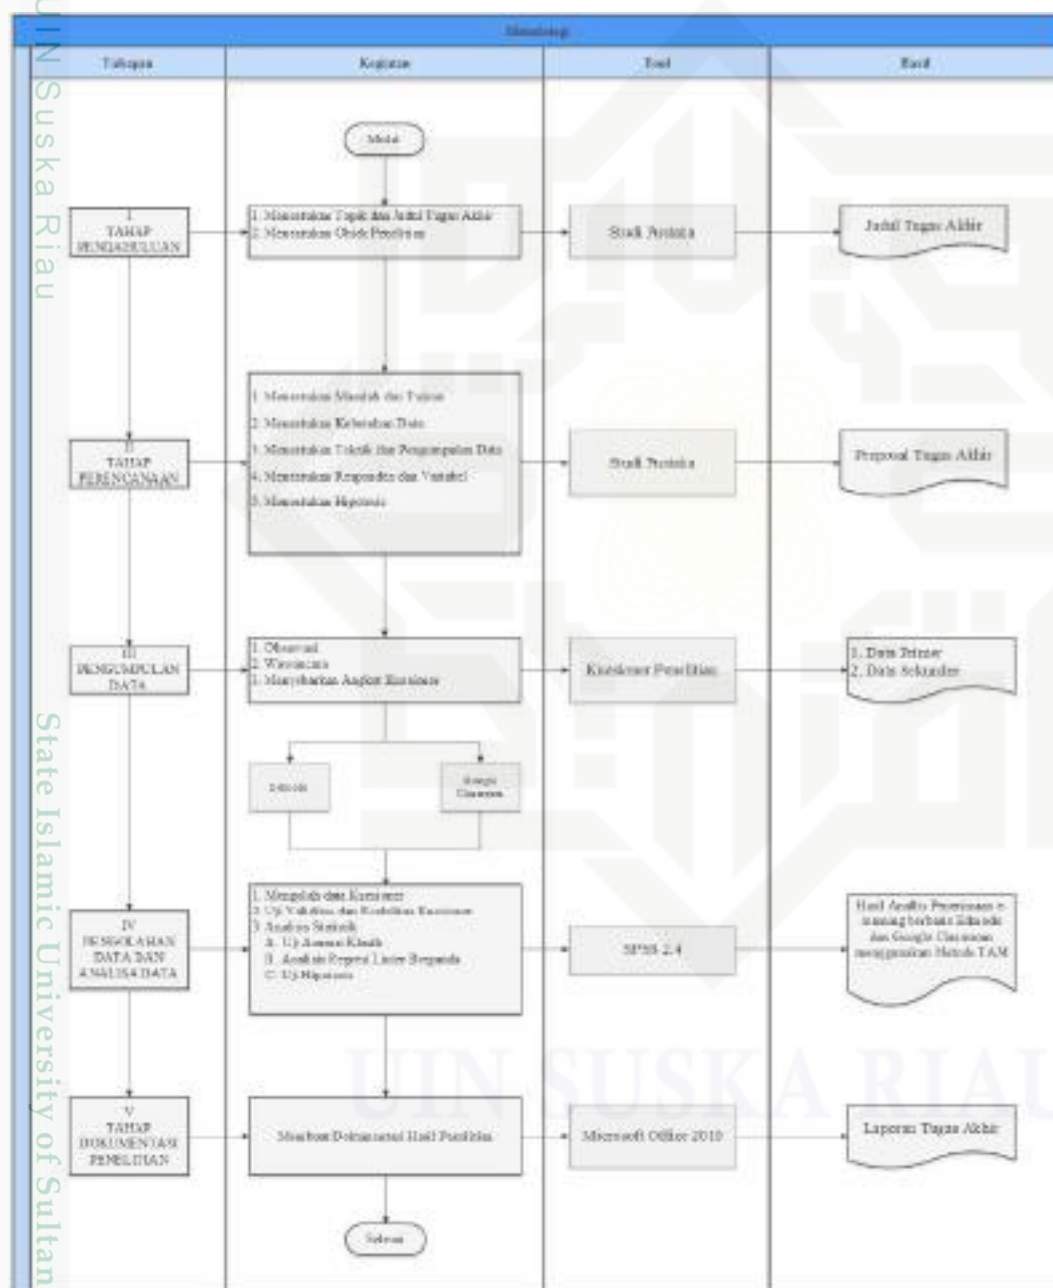 UIN Suska Riau
State Islamic University of Sultan
Metodologi
Tahapan
Kegiatan
Tool
Hasil
Mulai
I
TAHAP
PENDAHULUAN
1. Menentukan Topik dan Judul Tugas Akhir
2. Menentukan Objek Penelitian
Studi Pustaka
Judul Tugas Akhir
II
TAHAP
PERENCANAAN
1. Menentukan Masalah dan Tujuan
2. Menentukan Kebutuhan Data
3. Menentukan Teknik dan Pengumpulan Data
4. Menentukan Responden dan Variabel
5. Menentukan Hipotesis
Studi Pustaka
Proposal Tugas Akhir
III
PENGUMPULAN
DATA
1. Observasi
2. Wawancara
3. Menyebarkan Angket Kuesioner
Kuesioner Penelitian
1. Data Primer
2. Data Sekunder
Edmodo
Google
Classroom
IV
PENGOLAHAN
DATA DAN
ANALISA DATA
1. Mengolah data Kuesioner
2. Uji Validitas dan Realibilitas Kuesioner
3. Analisis Statistik
A. Uji Asumsi Klasik
B. Analisis Regresi Linier Berganda
C. Uji Hipotesis
SPSS 2.4
Hasil Analisis Penerimaan e-
learning berbasis Edmodo
dan Google Classroom
menggunakan Metode TAM
V
TAHAP
DOKUMENTASI
PENELITIAN
Membuat Dokumentasi Hasil Penelitian
Microsoft Office 2010
Laporan Tugas Akhir
Selesai
UIN SUSKA RIAU